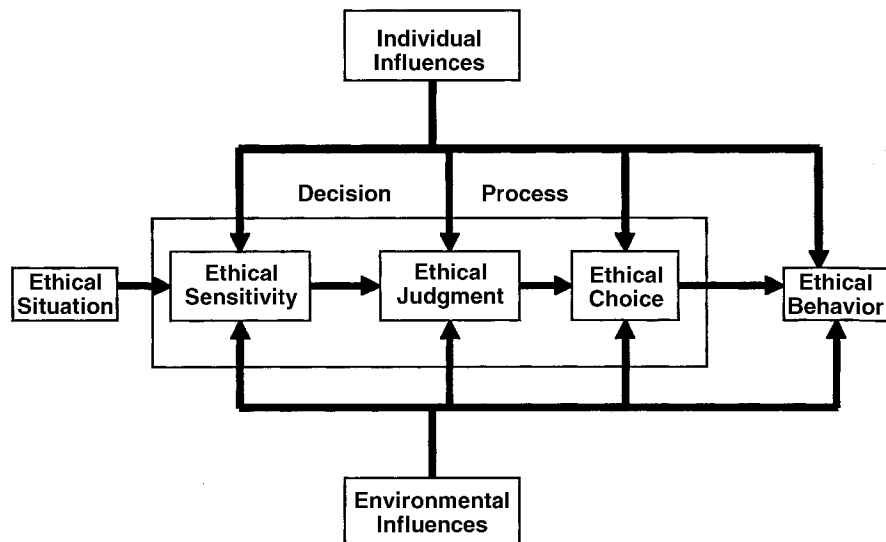 Individual
Influences
Decision Process
Ethical
Situation
Ethical
Sensitivity
Ethical
Judgment
Ethical
Choice
Ethical
Behavior
Environmental
Influences